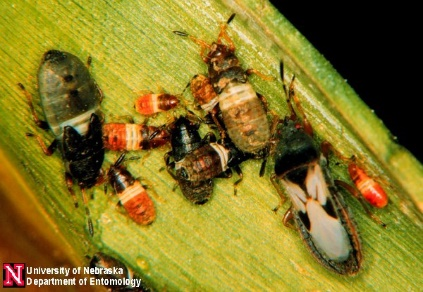 N University of Nebraska
Department of Entomology